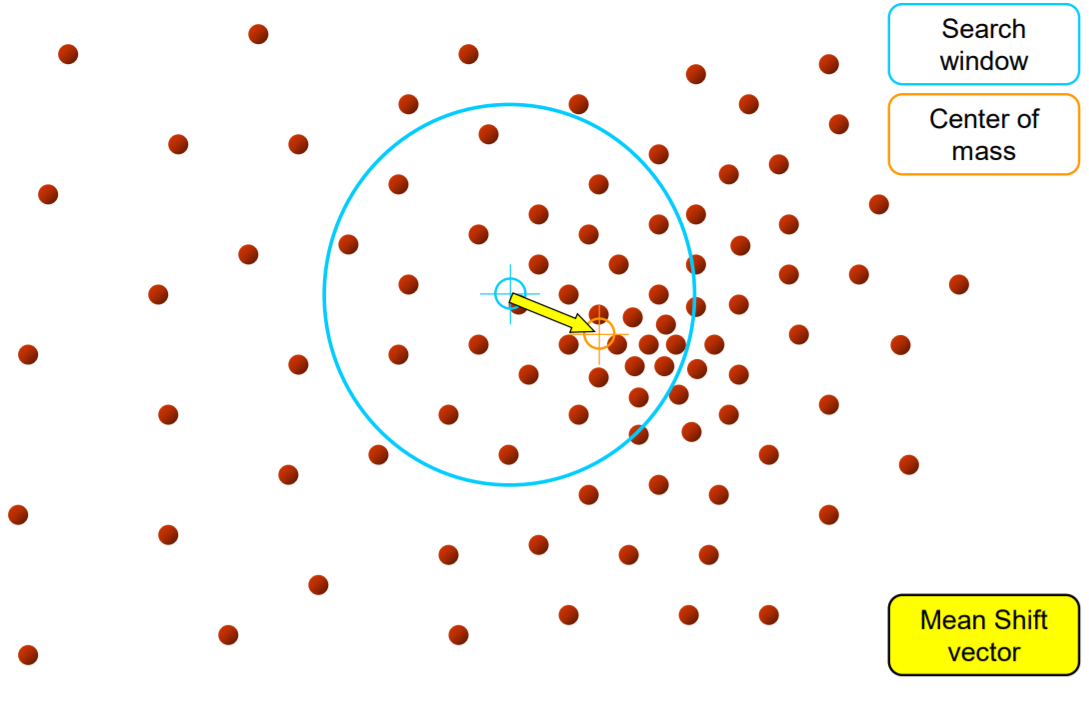 Search
window
Center of
mass
Mean Shift
vector